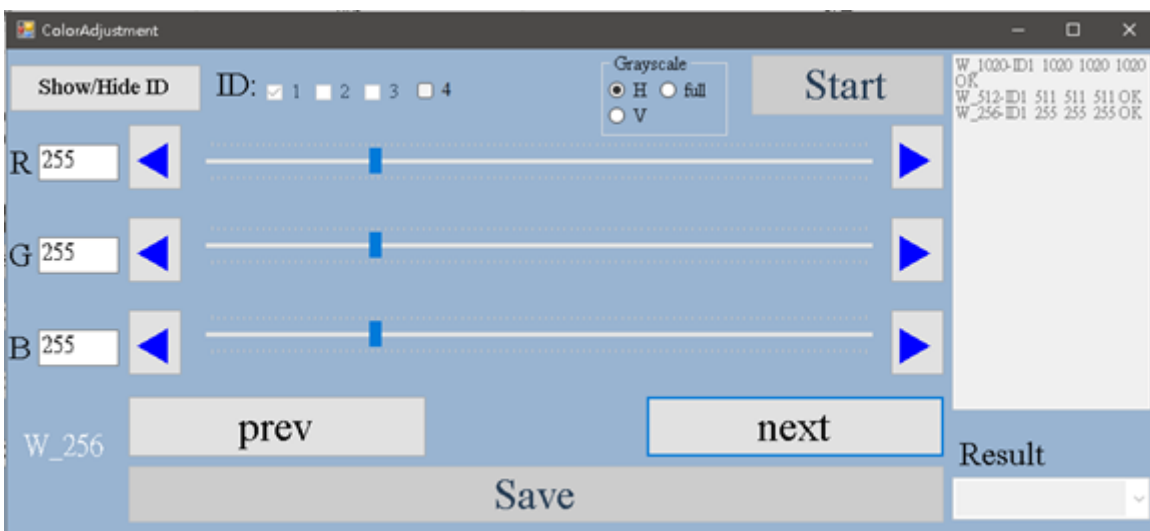 ColorAdjustment
Show/Hide ID
ID: 1 2 3 4
Grayscale
H full
V
Start
W_1020-ID1 1020 1020 1020
OK
W_512-ID1 511 511 511 OK
W_256-ID1 255 255 255 OK
R 255
G 255
B 255
W_256
prev
next
Save
Result